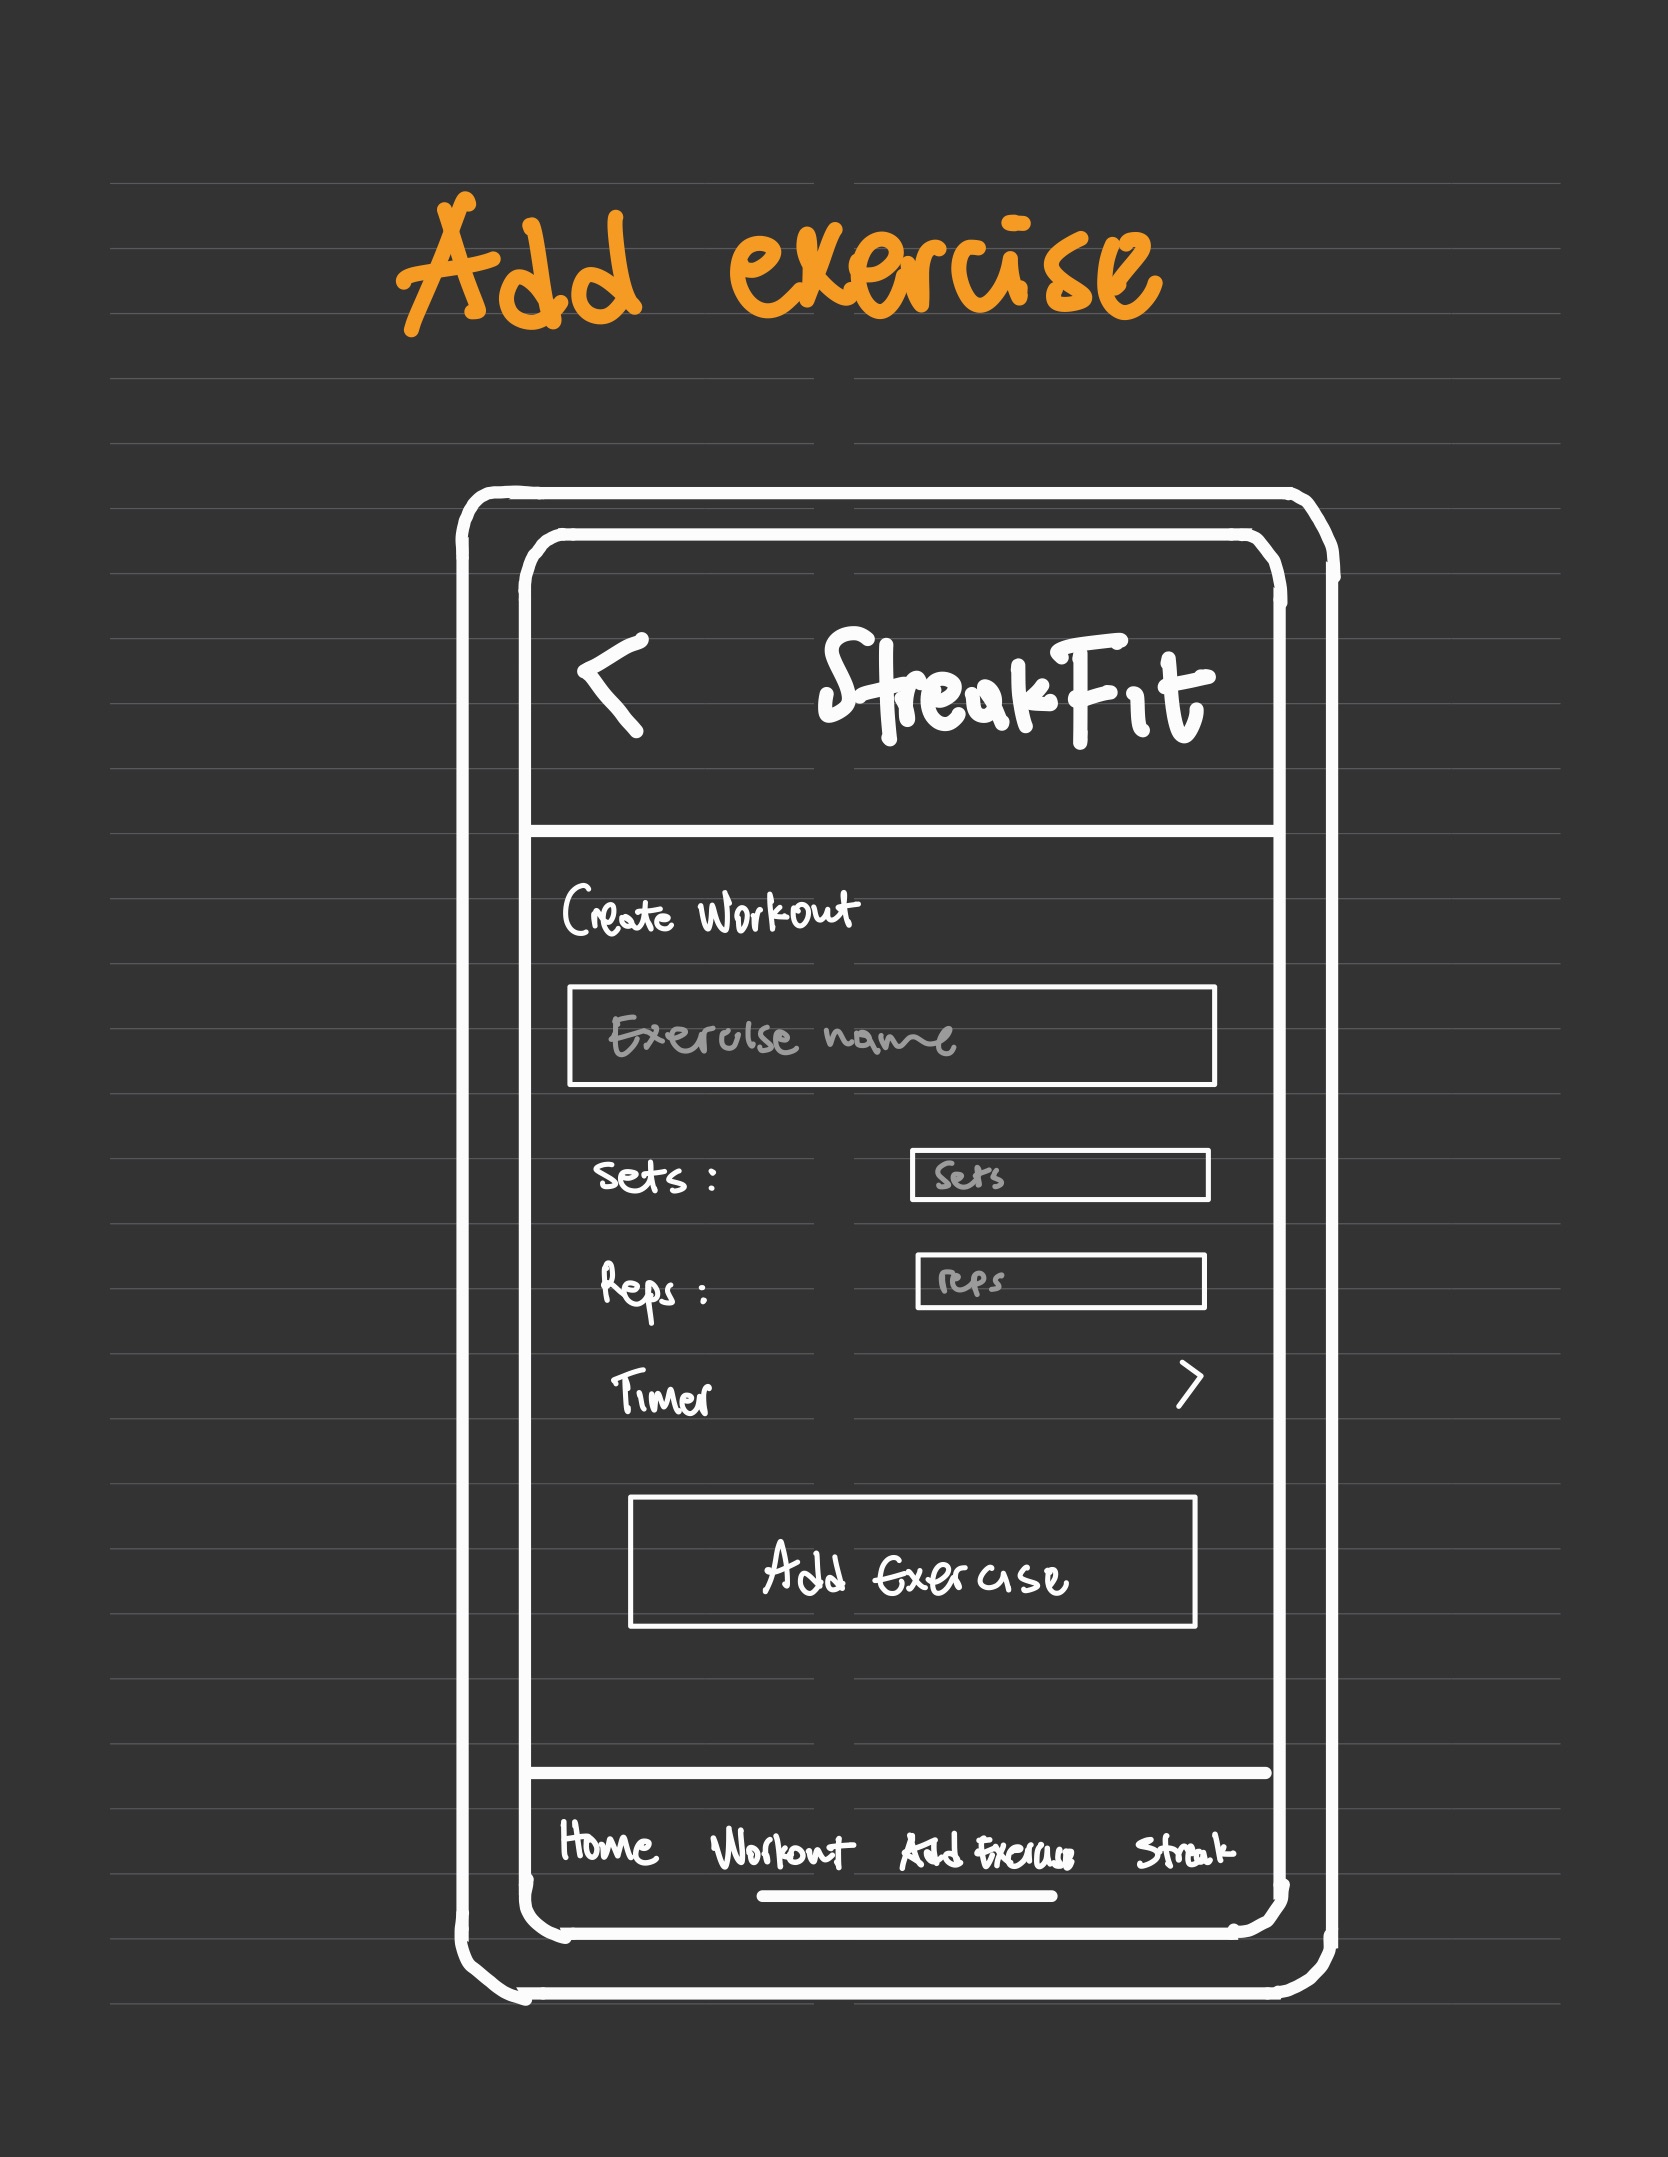 Add exercise
< StreakFit
Create Workout
Exercise name
Sets : Sets
Reps : reps
Timer >
Add Exercise
Home Workout Add Exercise Streak